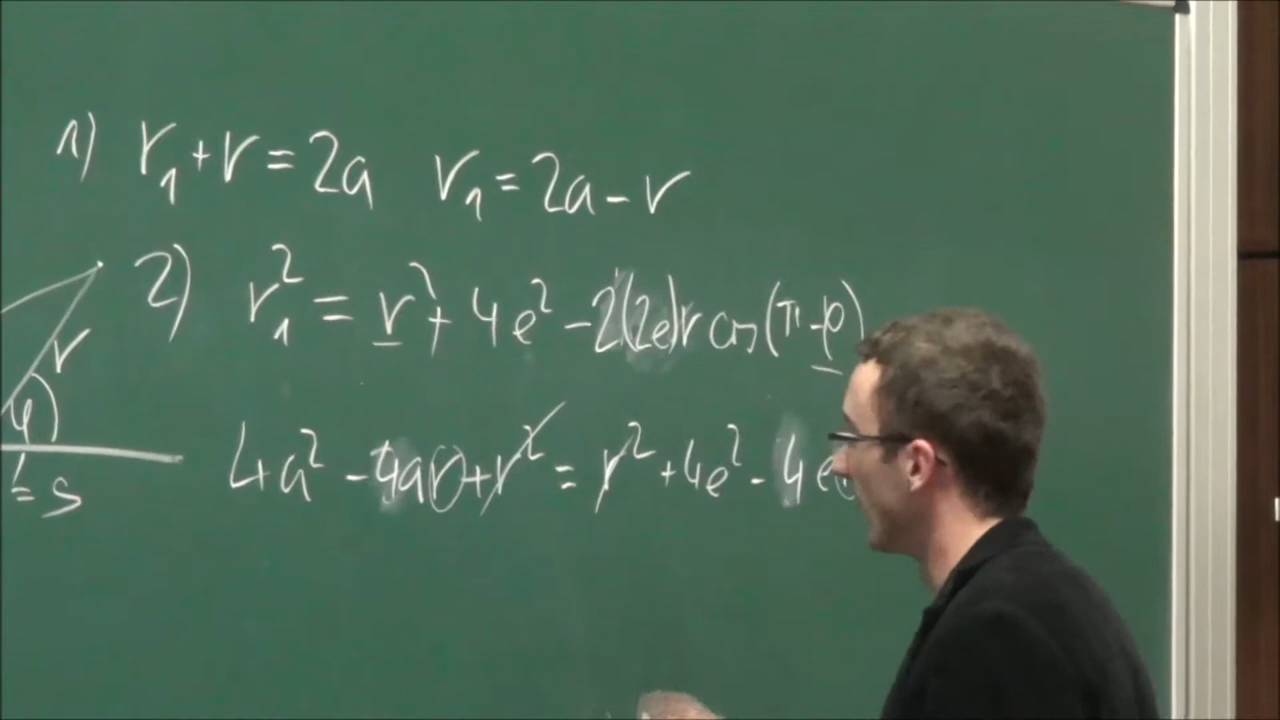 1) r₁+r=2a r₁=2a-r
2) r₁²=r²+4e²-2(2e)r cos(π-φ)
r
φ
=s
4a²-4ar+r²=r²+4e²-4e